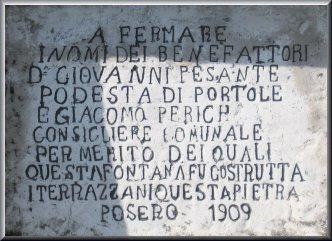 A FERMARE
I NOMI DEI BENEFATTORI
D.R GIOVANNI PESANTE
PODESTA DI PORTOLE
E GIACOMO PERICH
CONSIGLIERE COMUNALE
PER MERITO DEI QUALI
QUESTA FONTANA FU COSTRUTTA
I TERRAZZANI QUESTA PIETRA
POSERO 1909